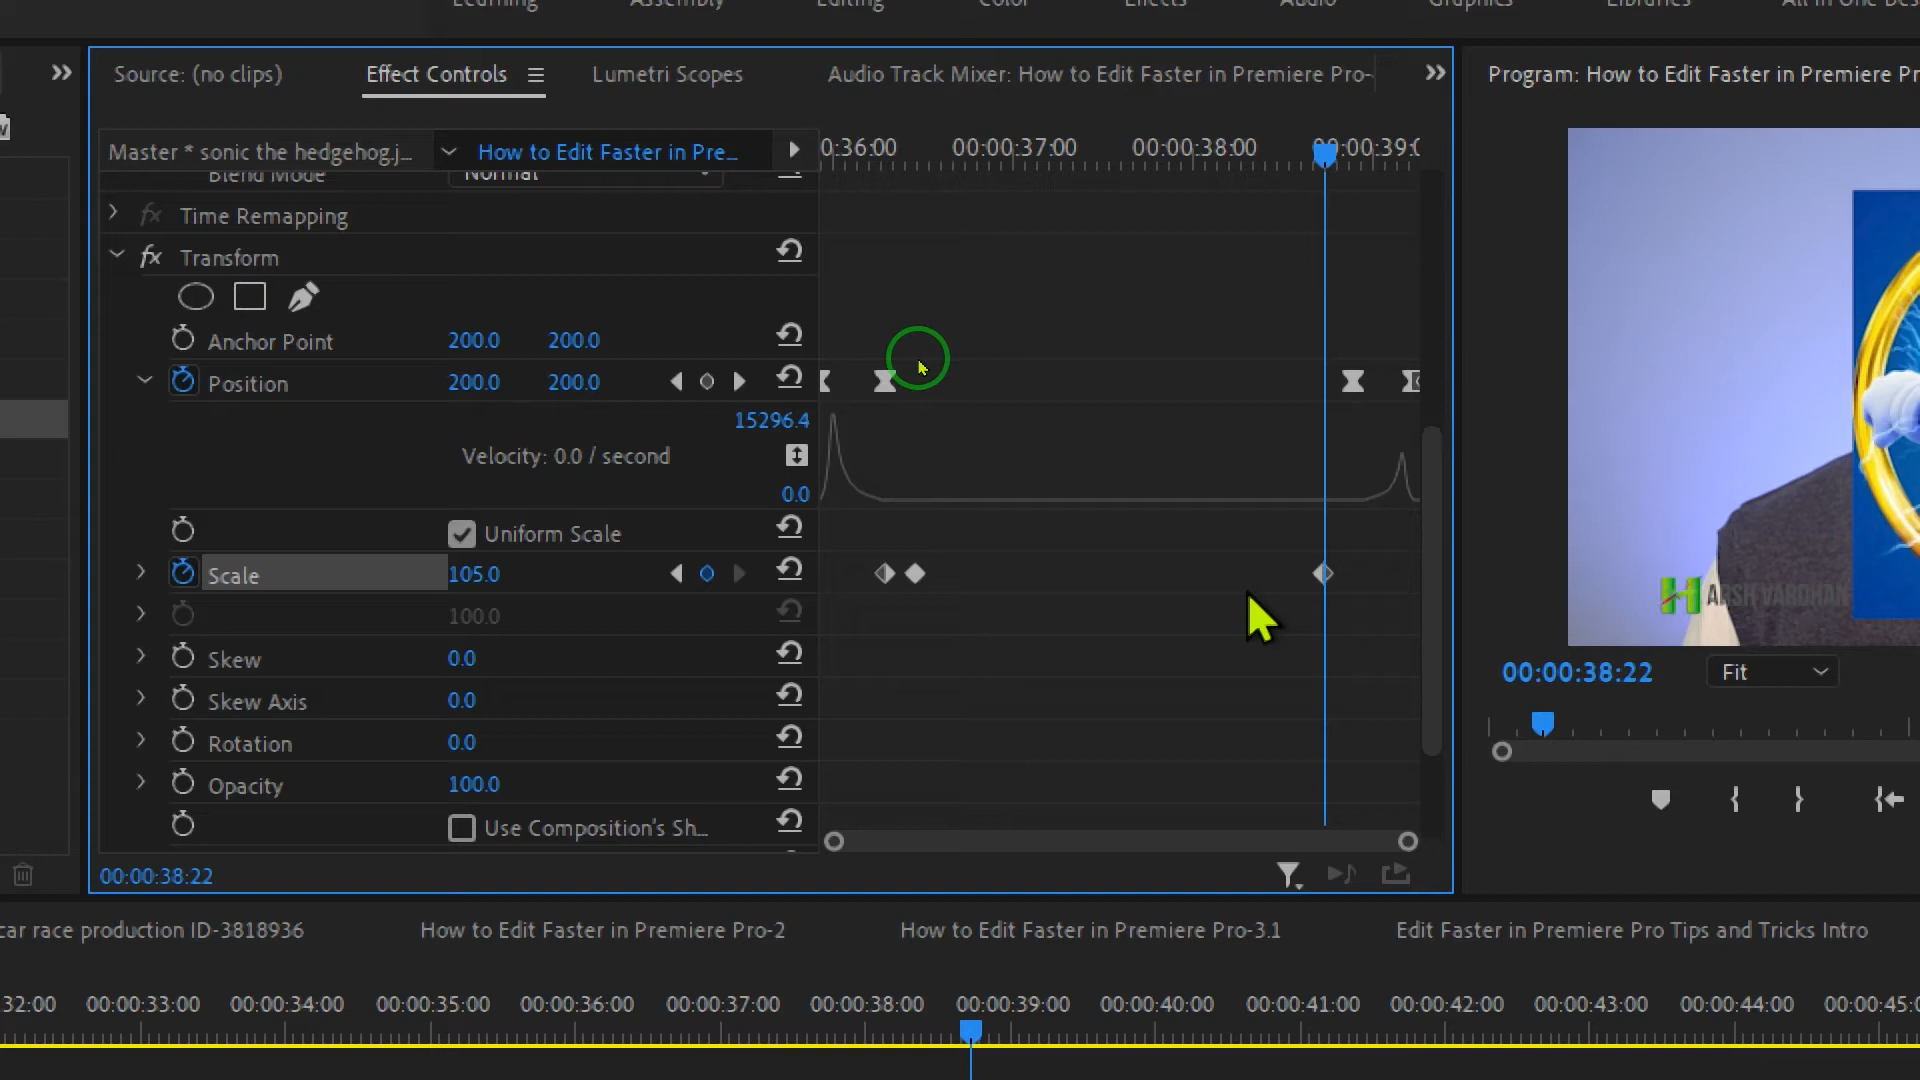 Learning Assembly Editing Color Effects Audio Graphics Libraries All in One
Source: (no clips) Effect Controls Lumetri Scopes Audio Track Mixer: How to Edit Faster in Premiere Pro- Program: How to Edit Faster in Premiere Pr
Master * sonic the hedgehog.j... How to Edit Faster in Pre... 0:36:00 00:00:37:00 00:00:38:00 00:00:39:0
Blend Mode Normal
fx Time Remapping
fx Transform
Anchor Point 200.0 200.0
Position 200.0 200.0
15296.4
Velocity: 0.0 / second
0.0
Uniform Scale
Scale 105.0
100.0
Skew 0.0
Skew Axis 0.0
Rotation 0.0
Opacity 100.0
Use Composition's Sh...
00:00:38:22
H ARSH VARDHAN
00:00:38:22 Fit
car race production ID-3818936 How to Edit Faster in Premiere Pro-2 How to Edit Faster in Premiere Pro-3.1 Edit Faster in Premiere Pro Tips and Tricks Intro
32:00 00:00:33:00 00:00:34:00 00:00:35:00 00:00:36:00 00:00:37:00 00:00:38:00 00:00:39:00 00:00:40:00 00:00:41:00 00:00:42:00 00:00:43:00 00:00:44:00 00:00:45:0